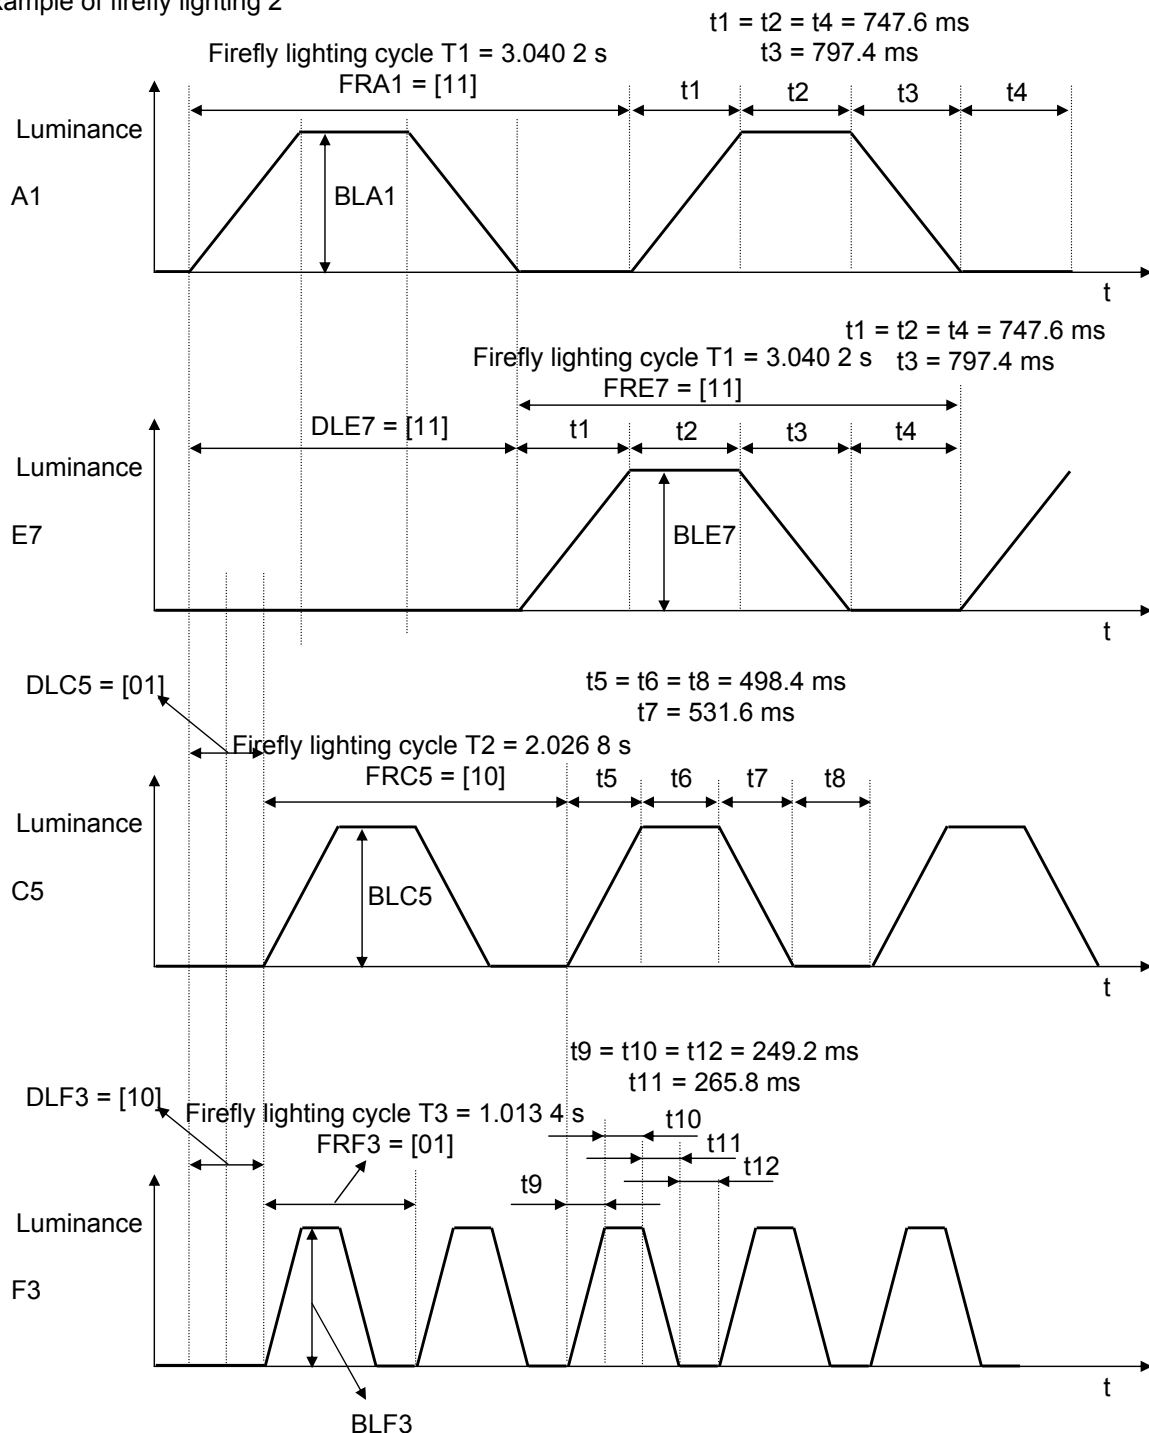 xample of firefly lighting 2
t1 = t2 = t4 = 747.6 ms
t3 = 797.4 ms
Firefly lighting cycle T1 = 3.040 2 s
FRA1 = [11]
t1
t2
t3
t4
Luminance
A1
BLA1
t
t1 = t2 = t4 = 747.6 ms
t3 = 797.4 ms
Firefly lighting cycle T1 = 3.040 2 s
FRE7 = [11]
DLE7 = [11]
t1
t2
t3
t4
Luminance
E7
BLE7
t
DLC5 = [01]
t5 = t6 = t8 = 498.4 ms
t7 = 531.6 ms
Firefly lighting cycle T2 = 2.026 8 s
FRC5 = [10]
t5
t6
t7
t8
Luminance
C5
BLC5
t
t9 = t10 = t12 = 249.2 ms
t11 = 265.8 ms
DLF3 = [10]
Firefly lighting cycle T3 = 1.013 4 s
FRF3 = [01]
t10
t11
t12
t9
Luminance
F3
t
BLF3